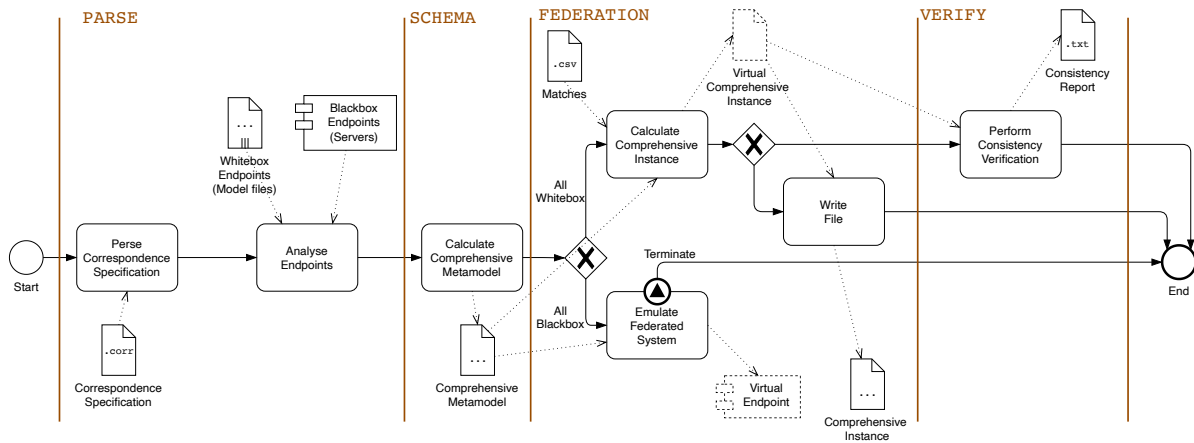 PARSE
SCHEMA
FEDERATION
VERIFY
.csv
Matches
Virtual
Comprehensive
Instance
.txt
Consistency
Report
...
Whitebox
Endpoints
(Model files)
Blackbox
Endpoints
(Servers)
Calculate
Comprehensive
Instance
Perform
Consistency
Verification
All
Whitebox
Start
Perse
Correspondence
Specification
Analyse
Endpoints
Calculate
Comprehensive
Metamodel
Write
File
Terminate
End
All
Blackbox
Emulate
Federated
System
.corr
Correspondence
Specification
...
Comprehensive
Metamodel
Virtual
Endpoint
...
Comprehensive
Instance